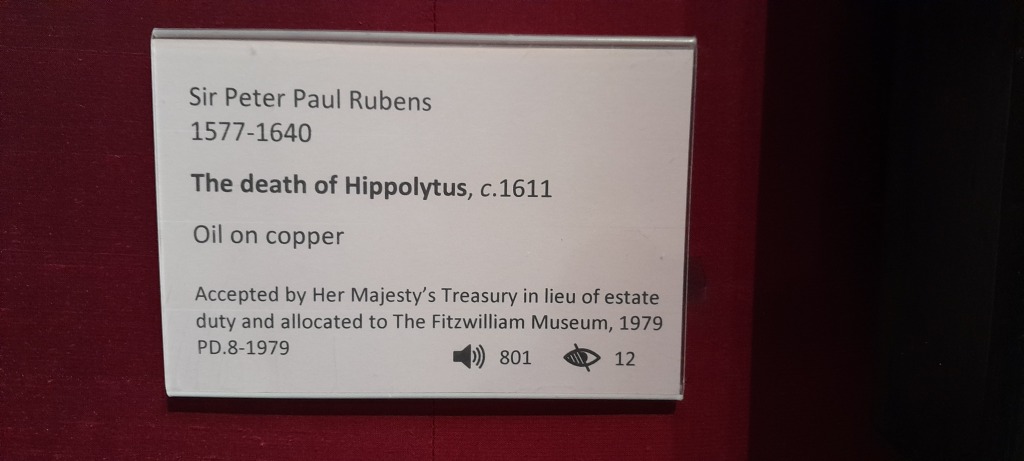 Sir Peter Paul Rubens
1577-1640
The death of Hippolytus, c.1611
Oil on copper
Accepted by Her Majesty’s Treasury in lieu of estate
duty and allocated to The Fitzwilliam Museum, 1979
PD.8-1979
801 12